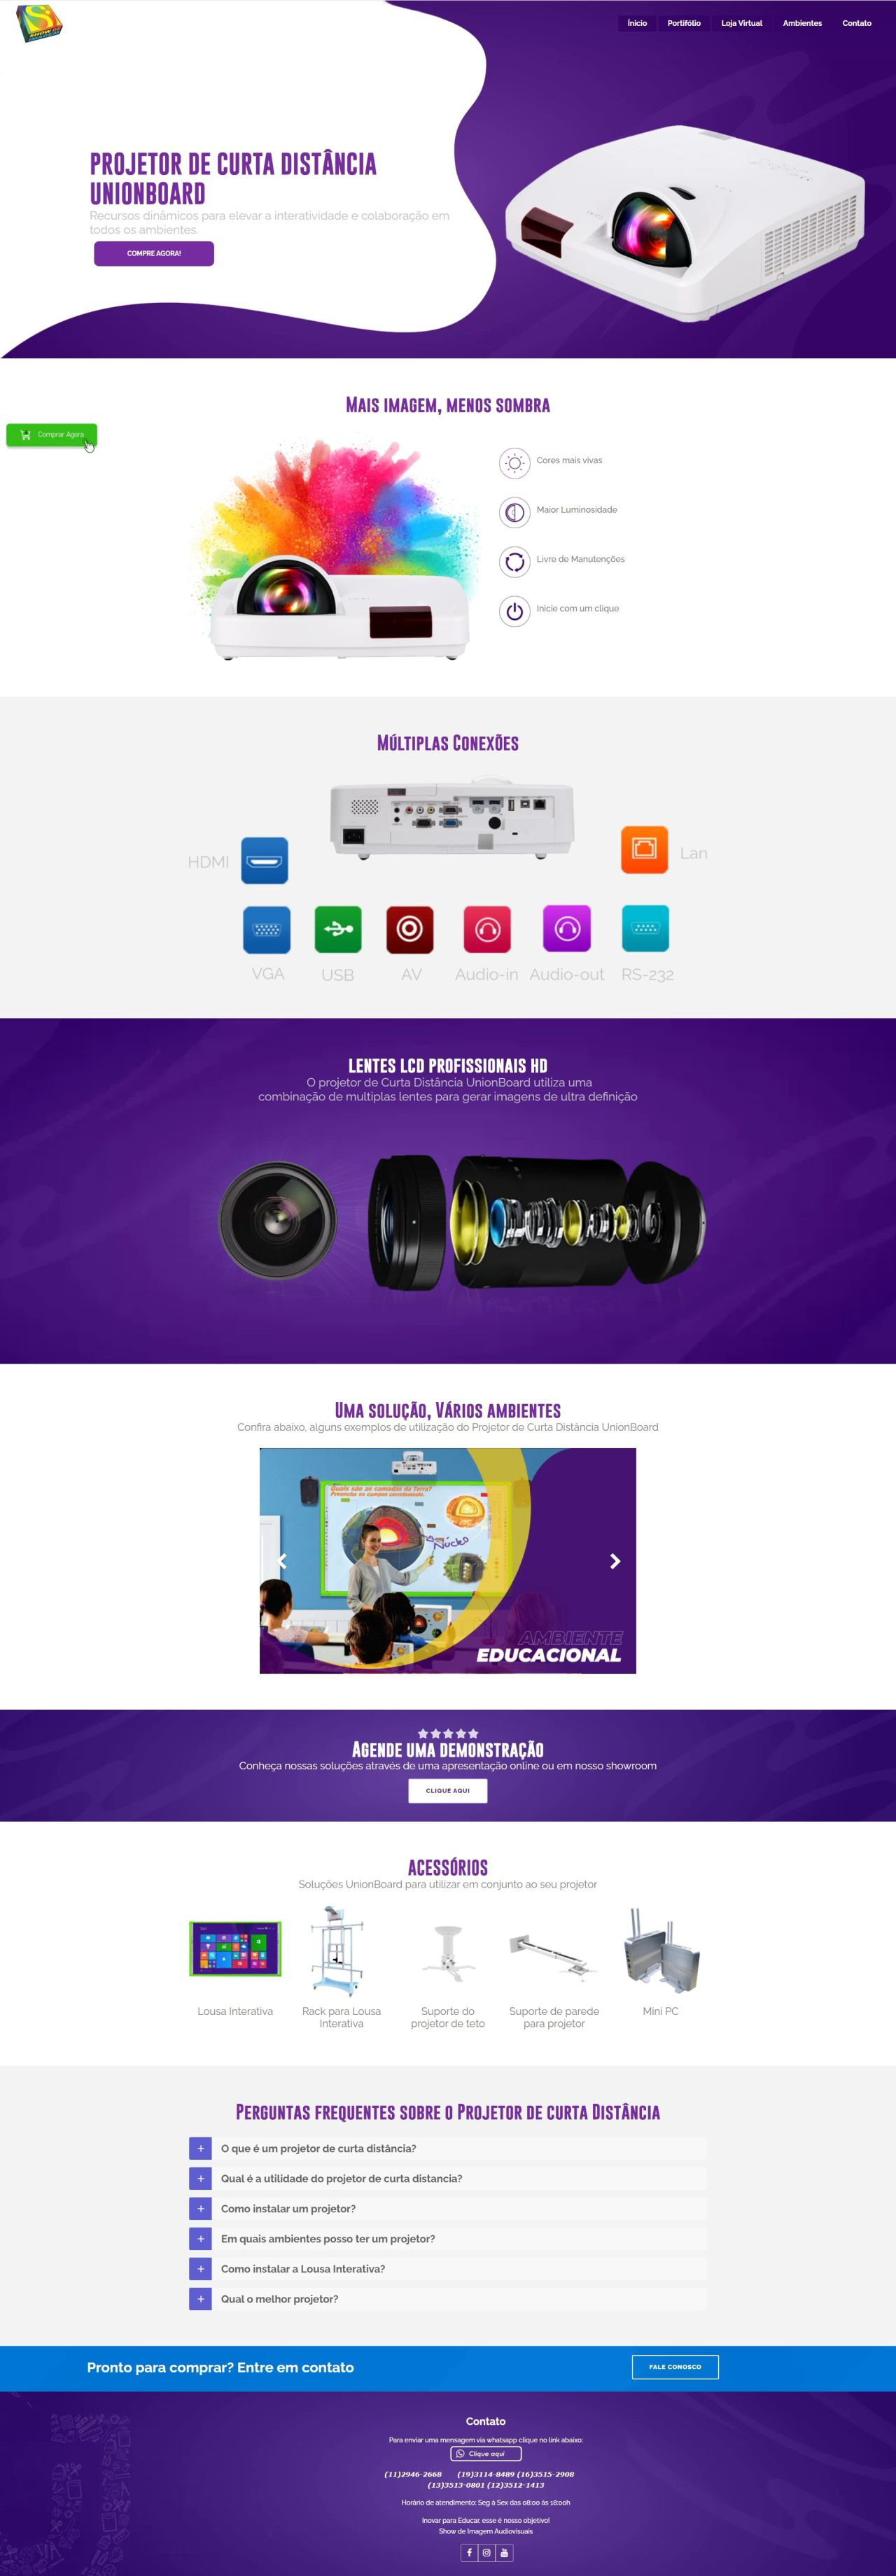 SHOW
Ínicio
Portifólio
Loja Virtual
Ambientes
Contato
PROJETOR DE CURTA DISTÂNCIA
UNIONBOARD
Recursos dinâmicos para elevar a interatividade e colaboração em
todos os ambientes.
COMPRE AGORA!
MAIS IMAGEM, MENOS SOMBRA
Comprar Agora
Cores mais vivas
Maior Luminosidade
Livre de Manutenções
Inicie com um clique
MÚLTIPLAS CONEXÕES
HDMI
Lan
VGA
USB
AV
Audio-in
Audio-out
RS-232
LENTES LCD PROFISSIONAIS HD
O projetor de Curta Distância UnionBoard utiliza uma
combinação de multiplas lentes para gerar imagens de ultra definição
UMA SOLUÇÃO, VÁRIOS AMBIENTES
Confira abaixo, alguns exemplos de utilização do Projetor de Curta Distância UnionBoard
Quais são as camadas da Terra?
Preencha os campos corretamente.
Núcleo
AMBIENTE
EDUCACIONAL
AGENDE UMA DEMONSTRAÇÃO
Conheça nossas soluções através de uma apresentação online ou em nosso showroom
CLIQUE AQUI
ACESSÓRIOS
Soluções UnionBoard para utilizar em conjunto ao seu projetor
Lousa Interativa
Rack para Lousa
Interativa
Suporte do
projetor de teto
Suporte de parede
para projetor
Mini PC
PERGUNTAS FREQUENTES SOBRE O PROJETOR DE CURTA DISTÂNCIA
+ O que é um projetor de curta distância?
+ Qual é a utilidade do projetor de curta distancia?
+ Como instalar um projetor?
+ Em quais ambientes posso ter um projetor?
+ Como instalar a Lousa Interativa?
+ Qual o melhor projetor?
Pronto para comprar? Entre em contato
FALE CONOSCO
Contato
Para enviar uma mensagem via whatsapp clique no link abaixo:
Clique aqui
(11)2946-2668 (19)3114-8489 (16)3515-2908
(13)3513-0801 (12)3512-1413
Horário de atendimento: Seg à Sex das 08:00 às 18:00h
Inovar para Educar, esse é nosso objetivo!
Show de Imagem Audiovisuais